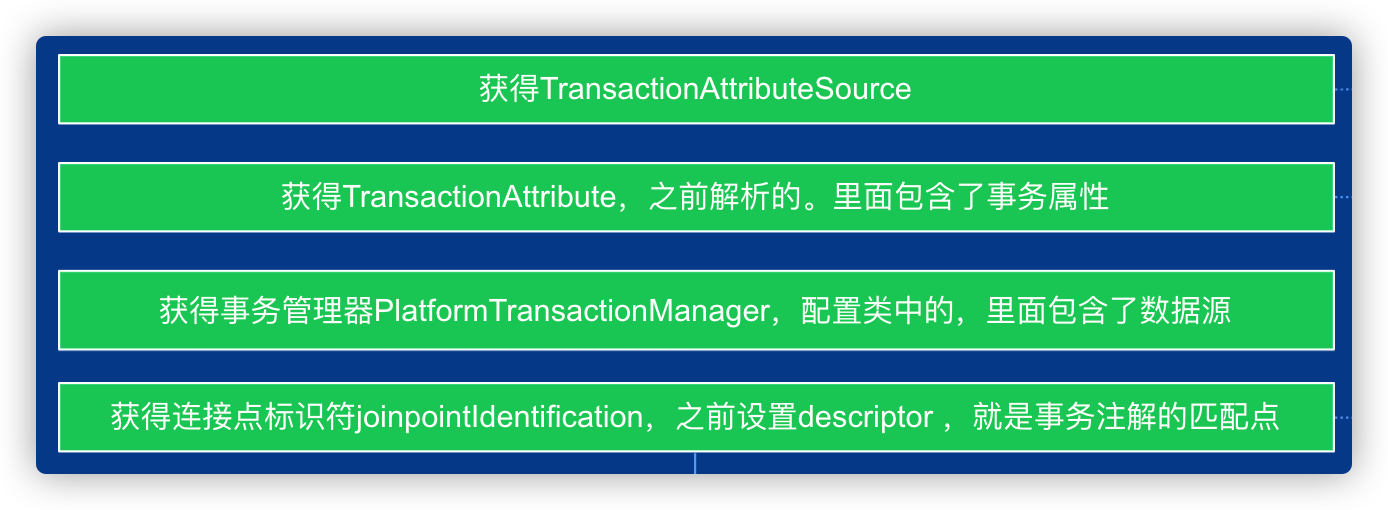 获得TransactionAttributeSource
获得TransactionAttribute，之前解析的。里面包含了事务属性
获得事务管理器PlatformTransactionManager，配置类中的，里面包含了数据源
获得连接点标识符joinpointIdentification，之前设置descriptor ，就是事务注解的匹配点